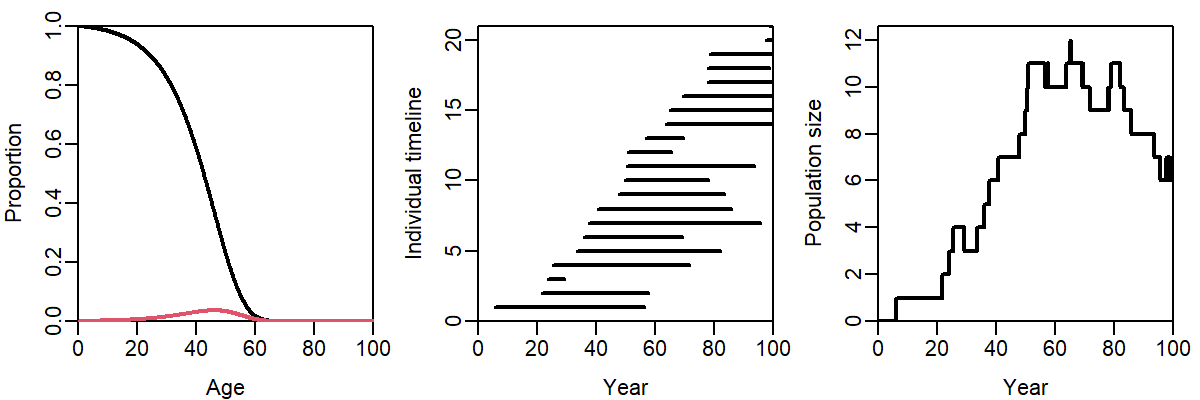 Proportion
0.0 0.2 0.4 0.6 0.8 1.0
0 20 40 60 80 100
Age
Individual timeline
0 5 10 15 20
0 20 40 60 80 100
Year
Population size
0 2 4 6 8 10 12
0 20 40 60 80 100
Year